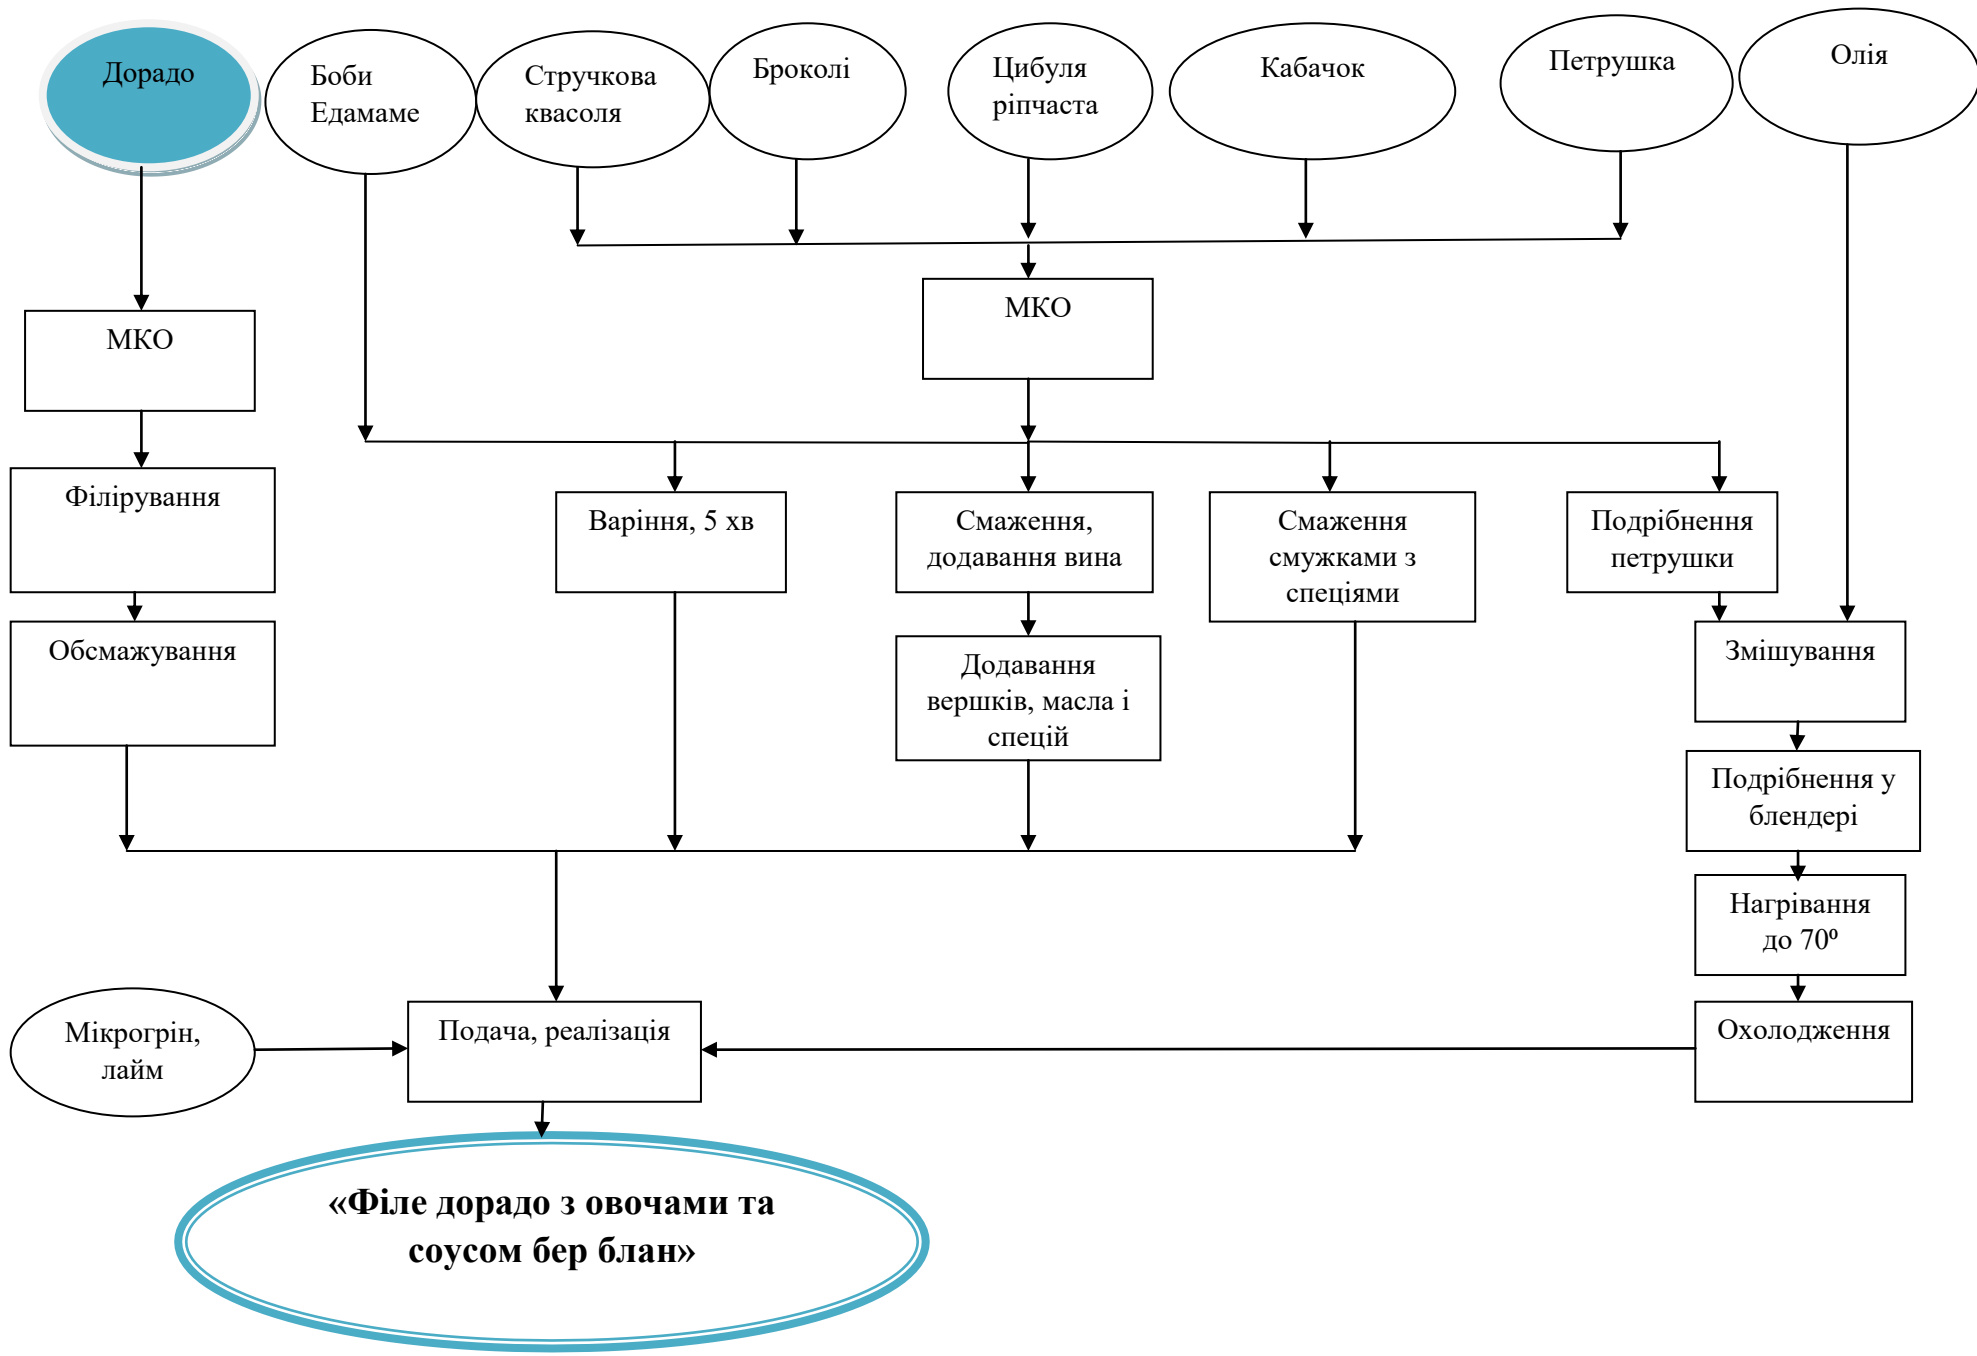 Дорадо
Боби
Едамаме
Стручкова
квасоля
Броколі
Цибуля
ріпчаста
Кабачок
Петрушка
Олія
МКО
МКО
Філірування
Варіння, 5 хв
Смаження,
додавання вина
Смаження
смужками з
спеціями
Подрібнення
петрушки
Обсмажування
Додавання
вершків, масла і
спецій
Змішування
Подрібнення у
блендері
Нагрівання
до 70º
Мікрогрін,
лайм
Подача, реалізація
Охолодження
«Філе дорадо з овочами та
соусом бер блан»